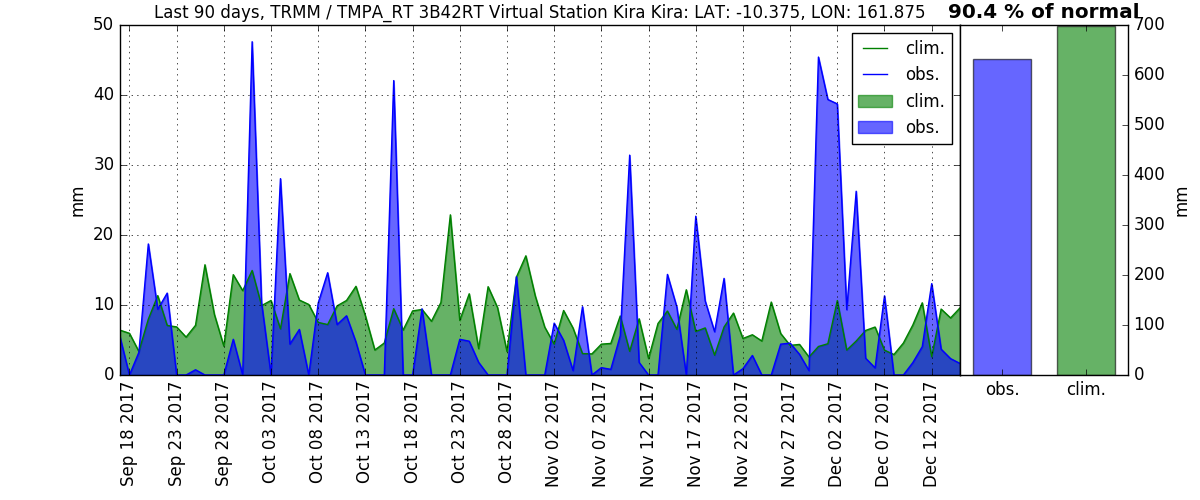 Last 90 days, TRMM / TMPA_RT 3B42RT Virtual Station Kira Kira: LAT: -10.375, LON: 161.875
90.4 % of normal
50
40
30
20
10
0
mm
clim.
obs.
clim.
obs.
Sep 18 2017
Sep 23 2017
Sep 28 2017
Oct 03 2017
Oct 08 2017
Oct 13 2017
Oct 18 2017
Oct 23 2017
Oct 28 2017
Nov 02 2017
Nov 07 2017
Nov 12 2017
Nov 17 2017
Nov 22 2017
Nov 27 2017
Dec 02 2017
Dec 07 2017
Dec 12 2017
700
600
500
400
300
200
100
0
mm
obs.
clim.